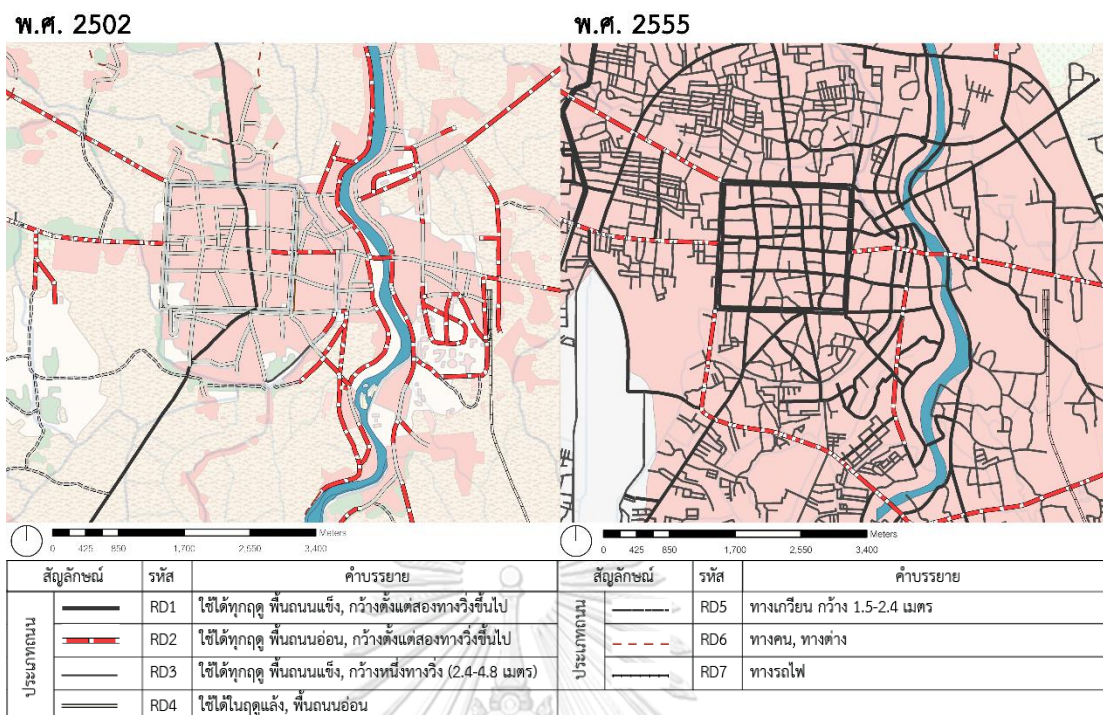 พ.ศ. 2502
พ.ศ. 2555
Meters
0 425 850 1,700 2,550 3,400
Meters
0 425 850 1,700 2,550 3,400
สัญลักษณ์ รหัส คำบรรยาย
ประเภทถนน
RD1 ใช้ได้ทุกฤดู พื้นถนนแข็ง, กว้างตั้งแต่สองทางวิ่งขึ้นไป
RD2 ใช้ได้ทุกฤดู พื้นถนนอ่อน, กว้างตั้งแต่สองทางวิ่งขึ้นไป
RD3 ใช้ได้ทุกฤดู พื้นถนนแข็ง, กว้างหนึ่งทางวิ่ง (2.4-4.8 เมตร)
RD4 ใช้ได้ในฤดูแล้ง, พื้นถนนอ่อน
สัญลักษณ์ รหัส คำบรรยาย
ประเภทถนน
RD5 ทางเกวียน กว้าง 1.5-2.4 เมตร
RD6 ทางคน, ทางต่าง
RD7 ทางรถไฟ